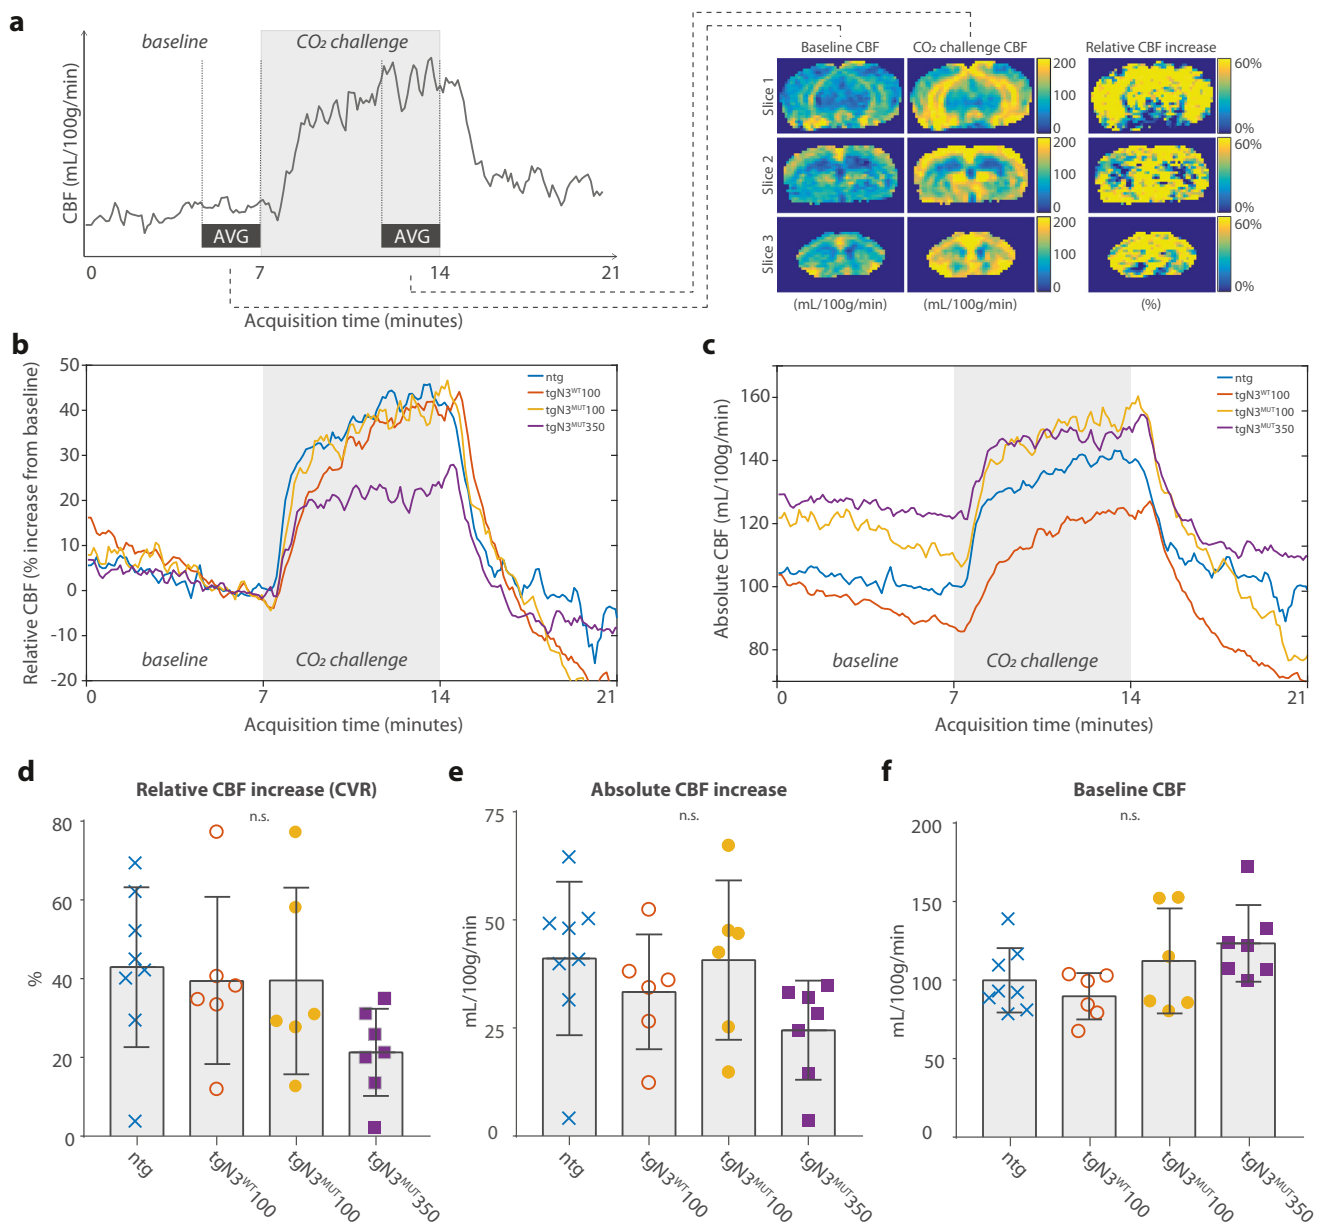 a
baseline
CO₂ challenge
CBF (mL/100g/min)
AVG
AVG
0
7
14
21
Acquisition time (minutes)
Baseline CBF
CO₂ challenge CBF
Relative CBF increase
Slice 1
200
100
0
60%
0%
Slice 2
200
100
0
60%
0%
Slice 3
200
100
0
60%
0%
(mL/100g/min)
(mL/100g/min)
(%)
b
Relative CBF (% increase from baseline)
50
40
30
20
10
0
-10
-20
ntg
tgN3ᵂᵀ100
tgN3ᴹᵁᵀ100
tgN3ᴹᵁᵀ350
baseline
CO₂ challenge
0
7
14
21
Acquisition time (minutes)
c
Absolute CBF (mL/100g/min)
160
140
120
100
80
ntg
tgN3ᵂᵀ100
tgN3ᴹᵁᵀ100
tgN3ᴹᵁᵀ350
baseline
CO₂ challenge
0
7
14
21
Acquisition time (minutes)
d
Relative CBF increase (CVR)
n.s.
%
80
60
40
20
0
ntg
tgN3ᵂᵀ100
tgN3ᴹᵁᵀ100
tgN3ᴹᵁᵀ350
e
Absolute CBF increase
n.s.
mL/100g/min
75
50
25
0
ntg
tgN3ᵂᵀ100
tgN3ᴹᵁᵀ100
tgN3ᴹᵁᵀ350
f
Baseline CBF
n.s.
mL/100g/min
200
150
100
50
0
ntg
tgN3ᵂᵀ100
tgN3ᴹᵁᵀ100
tgN3ᴹᵁᵀ350